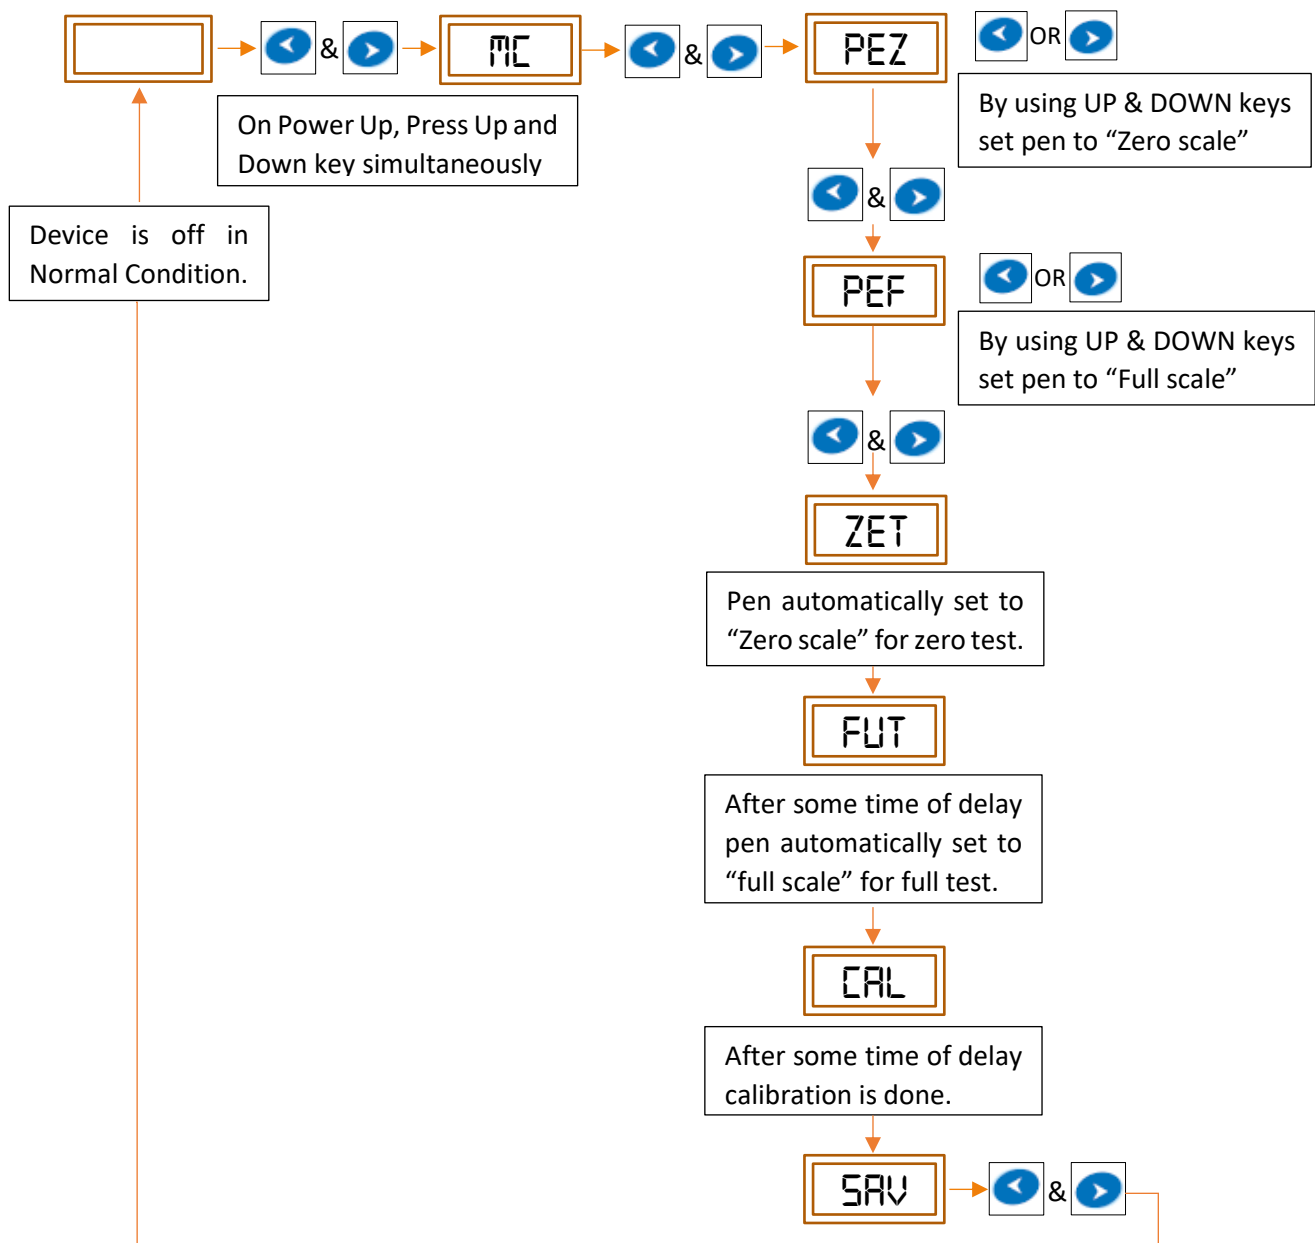 & MC & PEZ OR
On Power Up, Press Up and
Down key simultaneously
By using UP & DOWN keys
set pen to “Zero scale”
Device is off in
Normal Condition.
&
PEF OR
By using UP & DOWN keys
set pen to “Full scale”
&
ZET
Pen automatically set to
“Zero scale” for zero test.
FUT
After some time of delay
pen automatically set to
“full scale” for full test.
CAL
After some time of delay
calibration is done.
SAV &